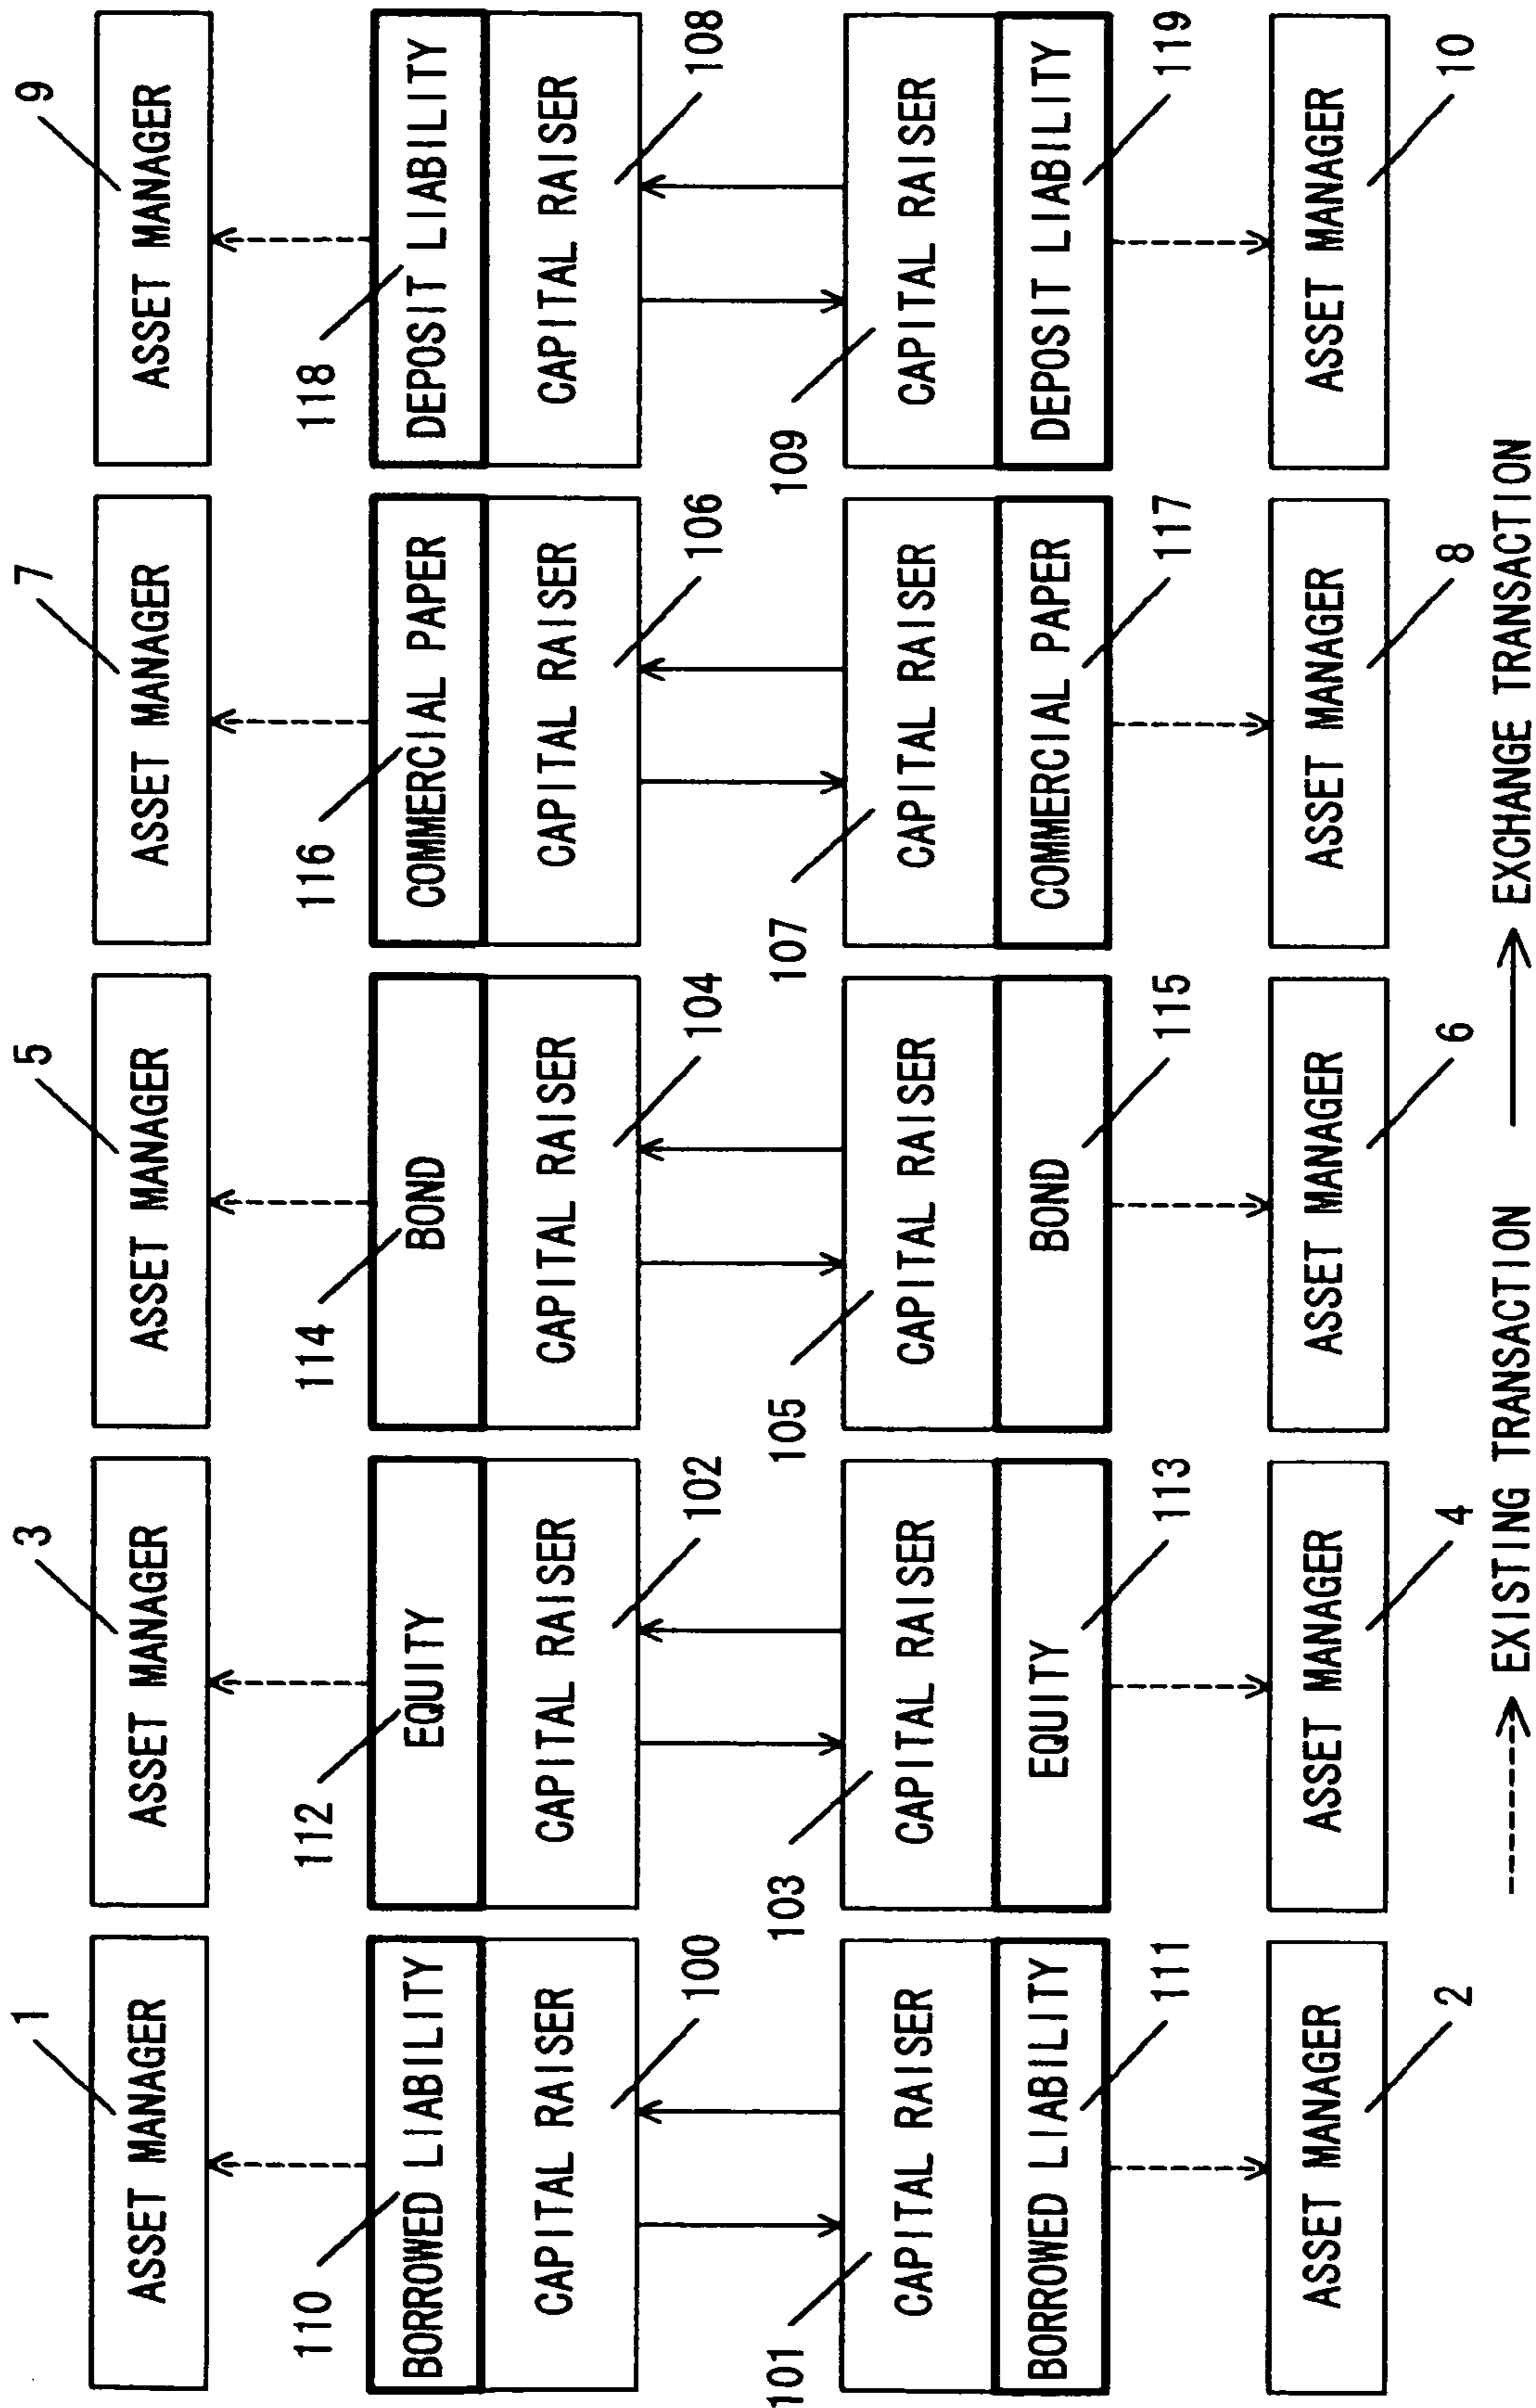 1 3 5 7 9
ASSET MANAGER ASSET MANAGER ASSET MANAGER ASSET MANAGER ASSET MANAGER
110 112 114 116 118
BORROWED LIABILITY EQUITY BOND COMMERCIAL PAPER DEPOSIT LIABILITY
CAPITAL RAISER CAPITAL RAISER CAPITAL RAISER CAPITAL RAISER CAPITAL RAISER
100 102 104 106 108
101 103 105 107 109
CAPITAL RAISER CAPITAL RAISER CAPITAL RAISER CAPITAL RAISER CAPITAL RAISER
BORROWED LIABILITY EQUITY BOND COMMERCIAL PAPER DEPOSIT LIABILITY
111 113 115 117 119
ASSET MANAGER ASSET MANAGER ASSET MANAGER ASSET MANAGER ASSET MANAGER
2 4 6 8 10
EXISTING TRANSACTION EXCHANGE TRANSACTION